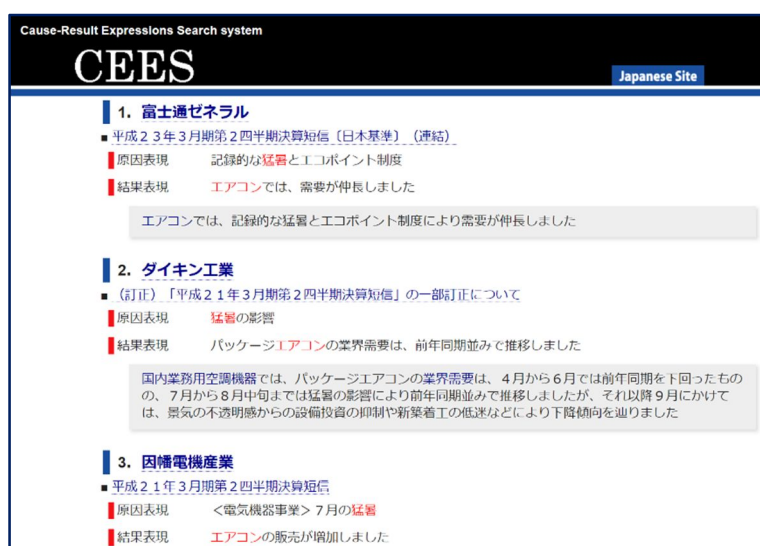 Cause-Result Expressions Search system
CEES
Japanese Site
1. 富士通ゼネラル
■ 平成23年3月期第2四半期決算短信〔日本基準〕（連結）
原因表現 記録的な猛暑とエコポイント制度
結果表現 エアコンでは、需要が伸長しました
エアコンでは、記録的な猛暑とエコポイント制度により需要が伸長しました
2. ダイキン工業
■ （訂正）「平成21年3月期第2四半期決算短信」の一部訂正について
原因表現 猛暑の影響
結果表現 パッケージエアコンの業界需要は、前年同期並みで推移しました
国内業務用空調機器では、パッケージエアコンの業界需要は、4月から6月では前年同期を下回ったもの
の、7月から8月中旬までは猛暑の影響により前年同期並みで推移しましたが、それ以降9月にかけて
は、景気の不透明感からの設備投資の抑制や新築着工の低迷などにより下降傾向を辿りました
3. 因幡電機産業
■ 平成21年3月期第2四半期決算短信
原因表現 ＜電気機器事業＞7月の猛暑
結果表現 エアコンの販売が増加しました